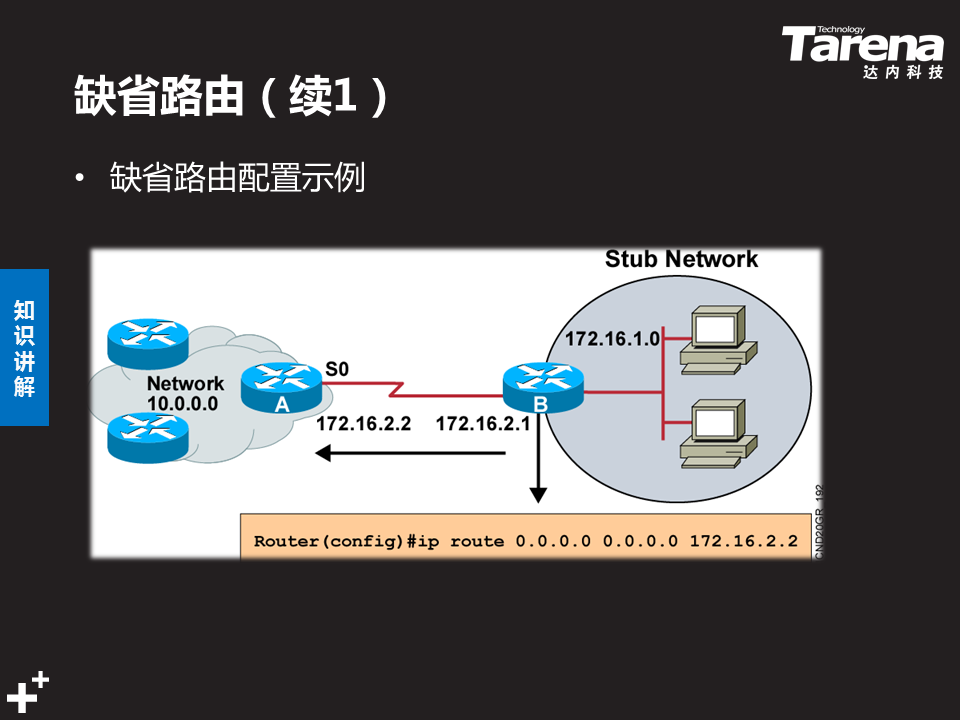 Technology
Tarena
达内科技
缺省路由（续1）
• 缺省路由配置示例
知识讲解
Stub Network
172.16.1.0
Network
10.0.0.0
S0
A
B
172.16.2.2
172.16.2.1
Router(config)#ip route 0.0.0.0 0.0.0.0 172.16.2.2
CND20GR_192